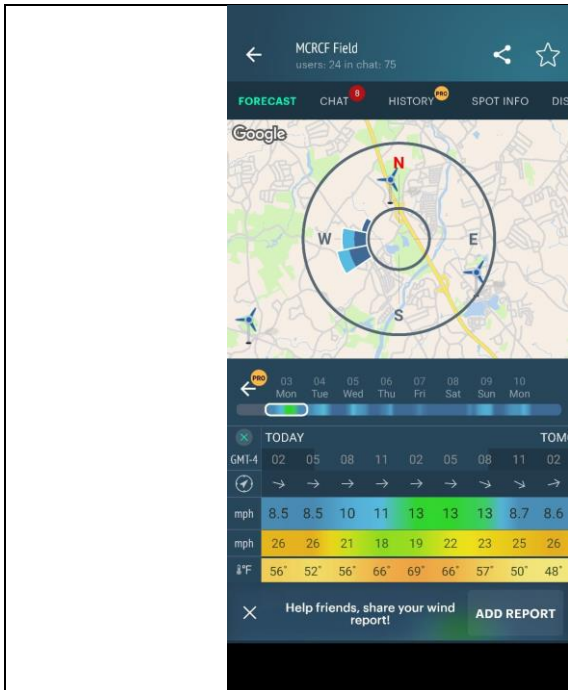 MCRCF Field
users: 24 in chat: 75
FORECAST CHAT 8 HISTORY PRO SPOT INFO DIS
Google
N
W E
S
PRO
03 04 05 06 07 08 09 10
Mon Tue Wed Thu Fri Sat Sun Mon
TODAY TOMO
GMT-4 02 05 08 11 02 05 08 11 02
mph 8.5 8.5 10 11 13 13 13 8.7 8.6
mph 26 26 21 18 19 22 23 25 26
°F 56° 52° 56° 66° 69° 66° 57° 50° 48°
Help friends, share your wind
report!
ADD REPORT